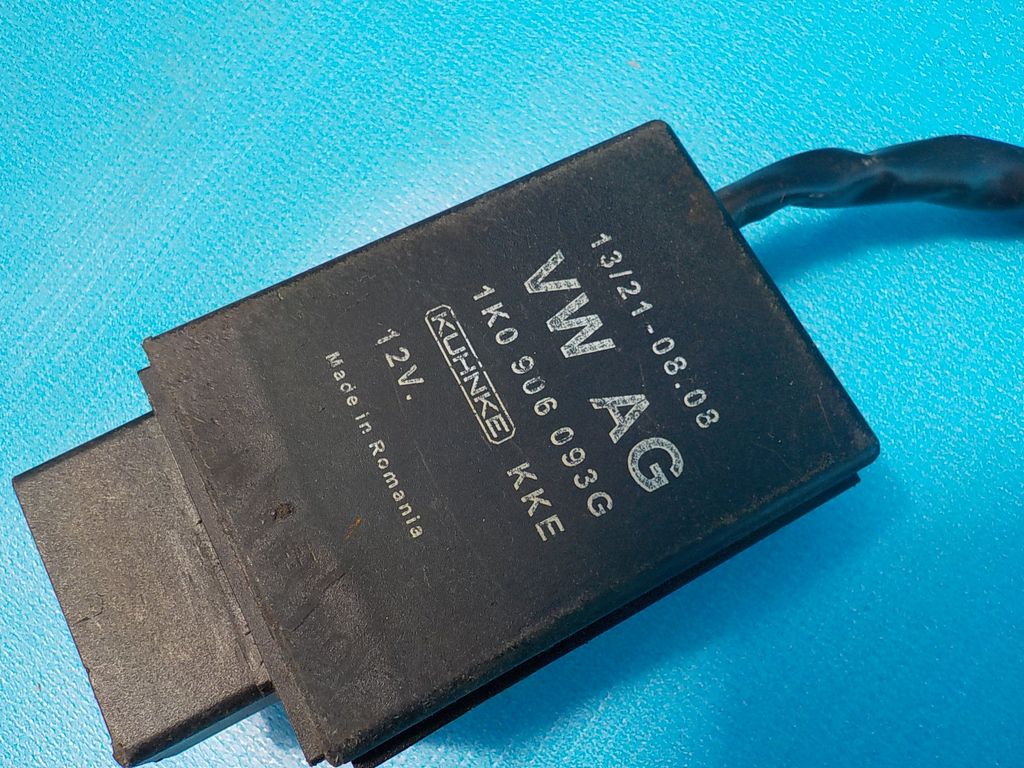 13/21-08.08
VW AG
1K0 906 093G
KUHNKE KKE
12V.
Made in Romania